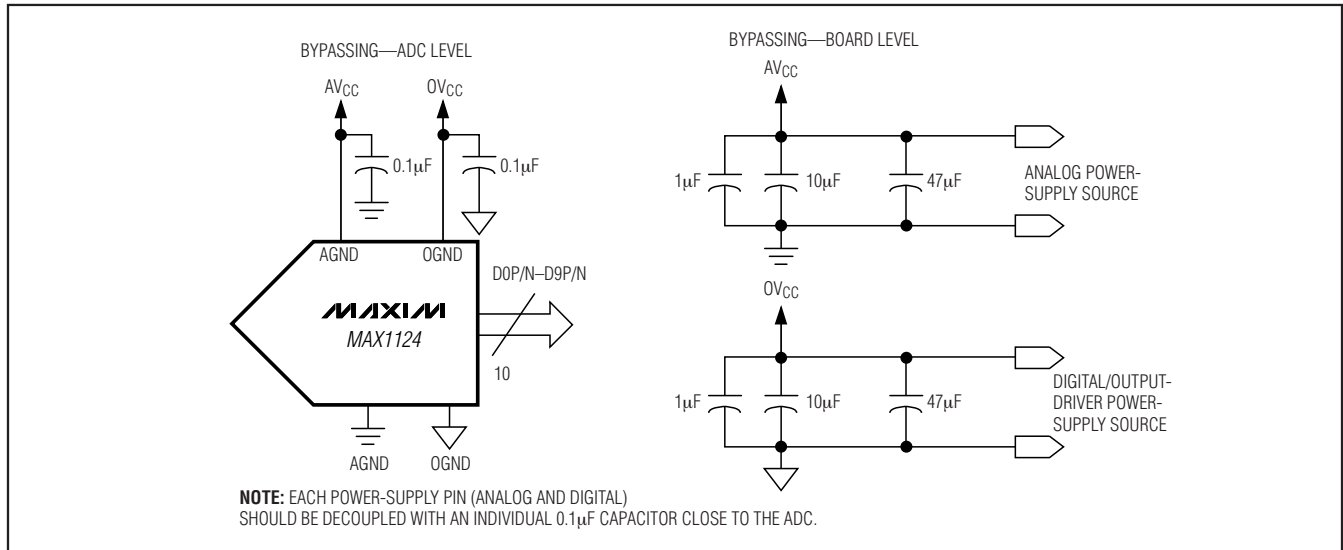 BYPASSING—ADC LEVEL
AVCC
OVCC
0.1µF
0.1µF
AGND
OGND
D0P/N–D9P/N
MAXIM
MAX1124
10
AGND
OGND
BYPASSING—BOARD LEVEL
AVCC
1µF
10µF
47µF
ANALOG POWER-
SUPPLY SOURCE
OVCC
1µF
10µF
47µF
DIGITAL/OUTPUT-
DRIVER POWER-
SUPPLY SOURCE
NOTE: EACH POWER-SUPPLY PIN (ANALOG AND DIGITAL)
SHOULD BE DECOUPLED WITH AN INDIVIDUAL 0.1µF CAPACITOR CLOSE TO THE ADC.